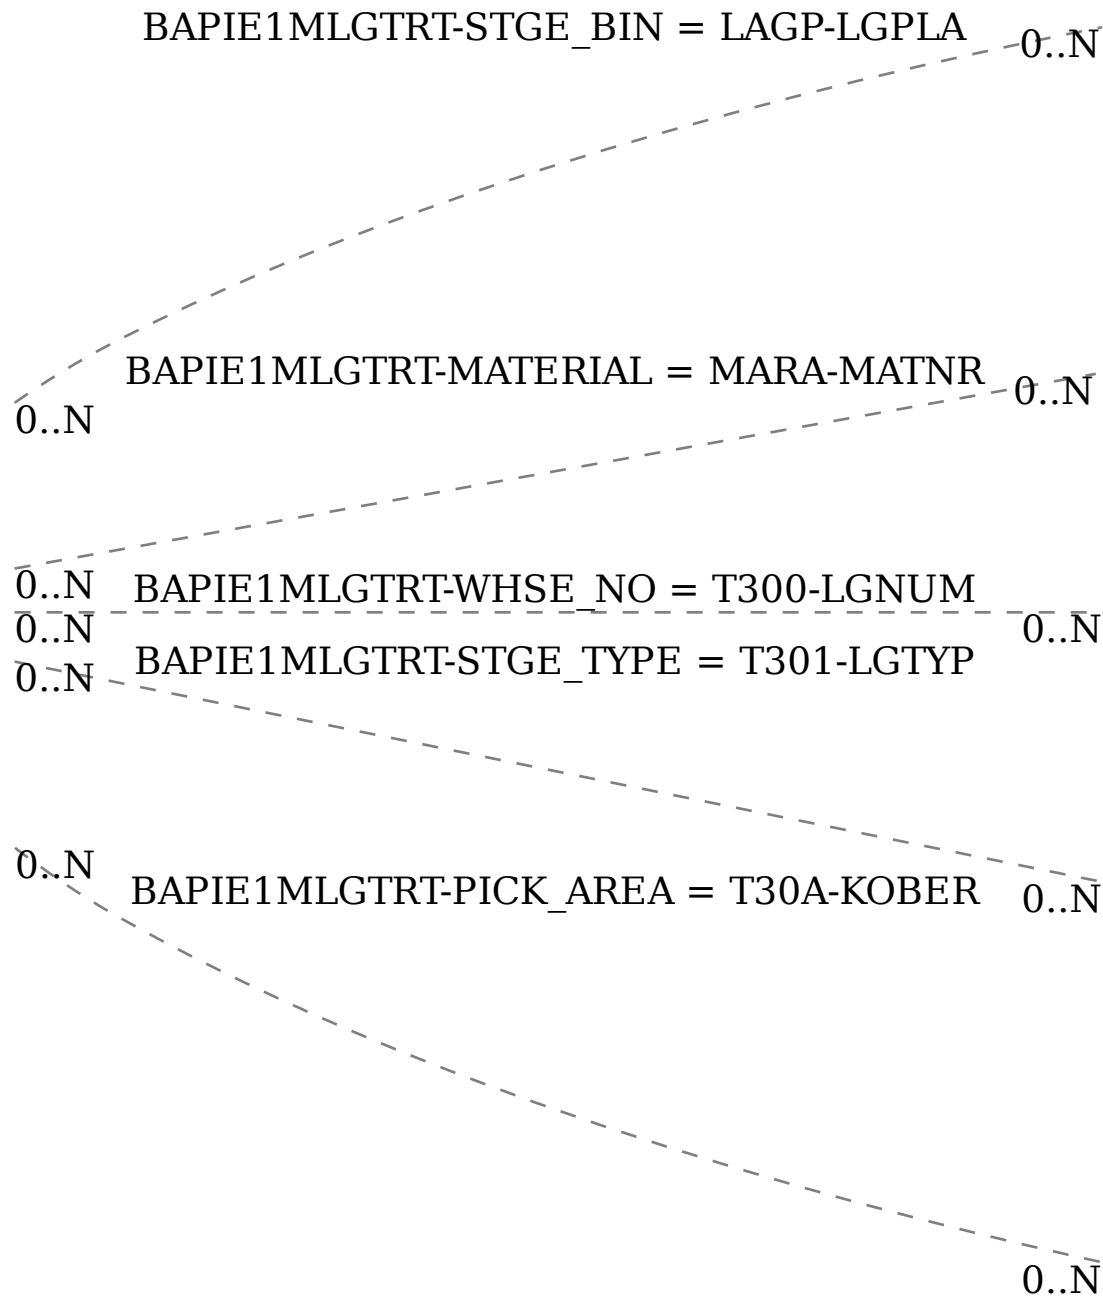 BAPIE1MLGTRT-STGE_BIN = LAGP-LGPLA
0..N
BAPIE1MLGTRT-MATERIAL = MARA-MATNR
0..N
0..N
0..N
BAPIE1MLGTRT-WHSE_NO = T300-LGNUM
0..N
0..N
BAPIE1MLGTRT-STGE_TYPE = T301-LGTYP
0..N
0..N
BAPIE1MLGTRT-PICK_AREA = T30A-KOBER
0..N
0..N